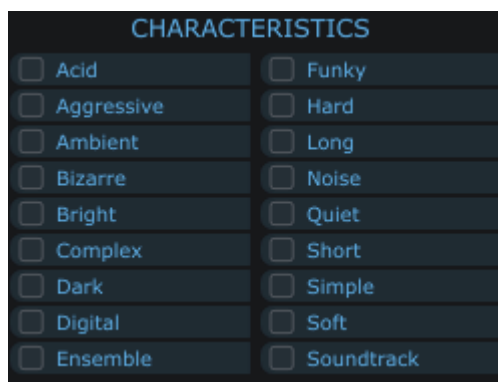 CHARACTERISTICS
Acid
Aggressive
Ambient
Bizarre
Bright
Complex
Dark
Digital
Ensemble
Funky
Hard
Long
Noise
Quiet
Short
Simple
Soft
Soundtrack